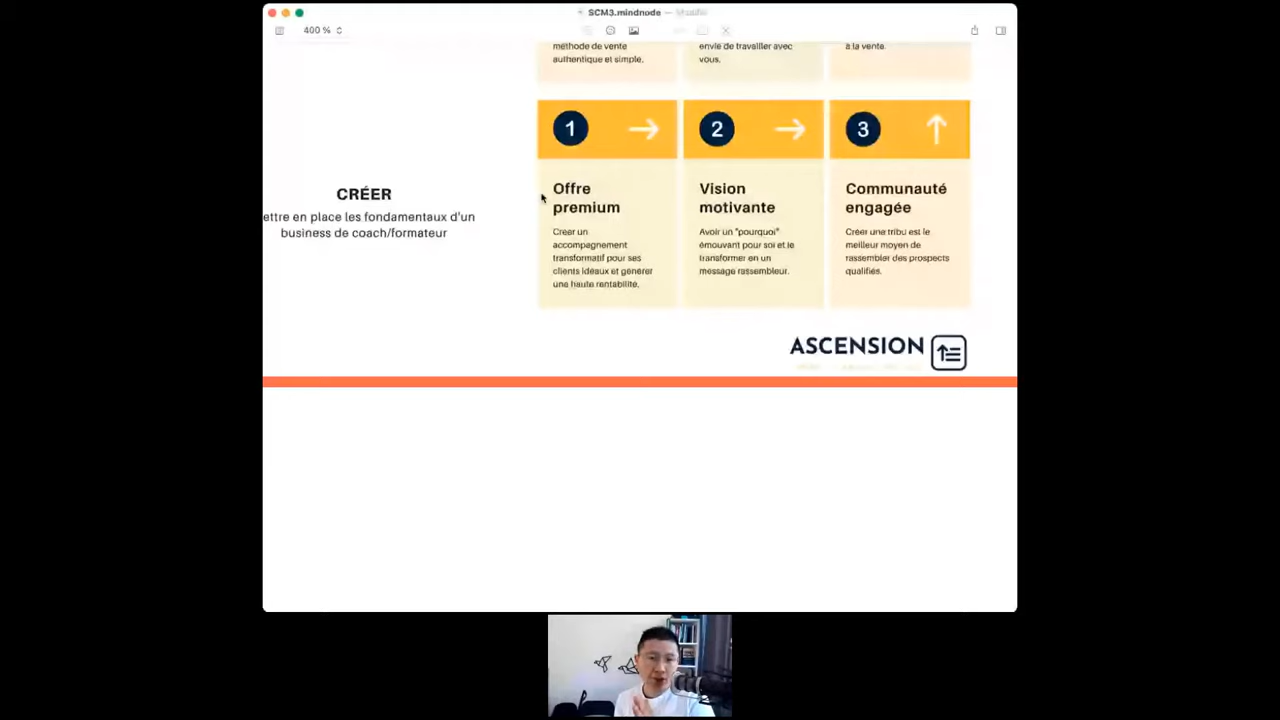 SCM3.mindnode
400 %
méthode de vente
authentique et simple.
envie de travailler avec
vous.
à la vente.
1
2
3
CRÉER
ettre en place les fondamentaux d'un
business de coach/formateur
Offre
premium
Créer un
accompagnement
transformatif pour ses
clients idéaux et générer
une haute rentabilité.
Vision
motivante
Avoir un "pourquoi"
émouvant pour soi et le
transformer en un
message rassembleur.
Communauté
engagée
Créer une tribu est le
meilleur moyen de
rassembler des prospects
qualifiés.
ASCENSION